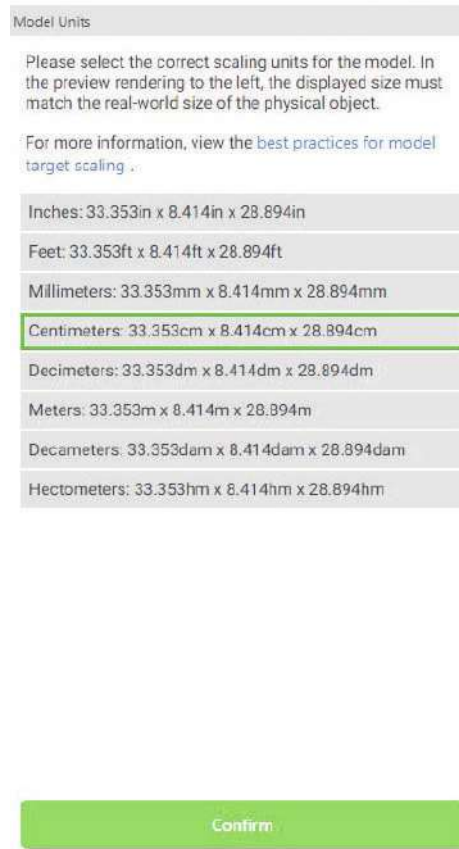 Model Units
Please select the correct scaling units for the model. In
the preview rendering to the left, the displayed size must
match the real-world size of the physical object.
For more information, view the best practices for model
target scaling .
Inches: 33.353in x 8.414in x 28.894in
Feet: 33.353ft x 8.414ft x 28.894ft
Millimeters: 33.353mm x 8.414mm x 28.894mm
Centimeters: 33.353cm x 8.414cm x 28.894cm
Decimeters: 33.353dm x 8.414dm x 28.894dm
Meters: 33.353m x 8.414m x 28.894m
Decameters: 33.353dam x 8.414dam x 28.894dam
Hectometers: 33.353hm x 8.414hm x 28.894hm
Confirm